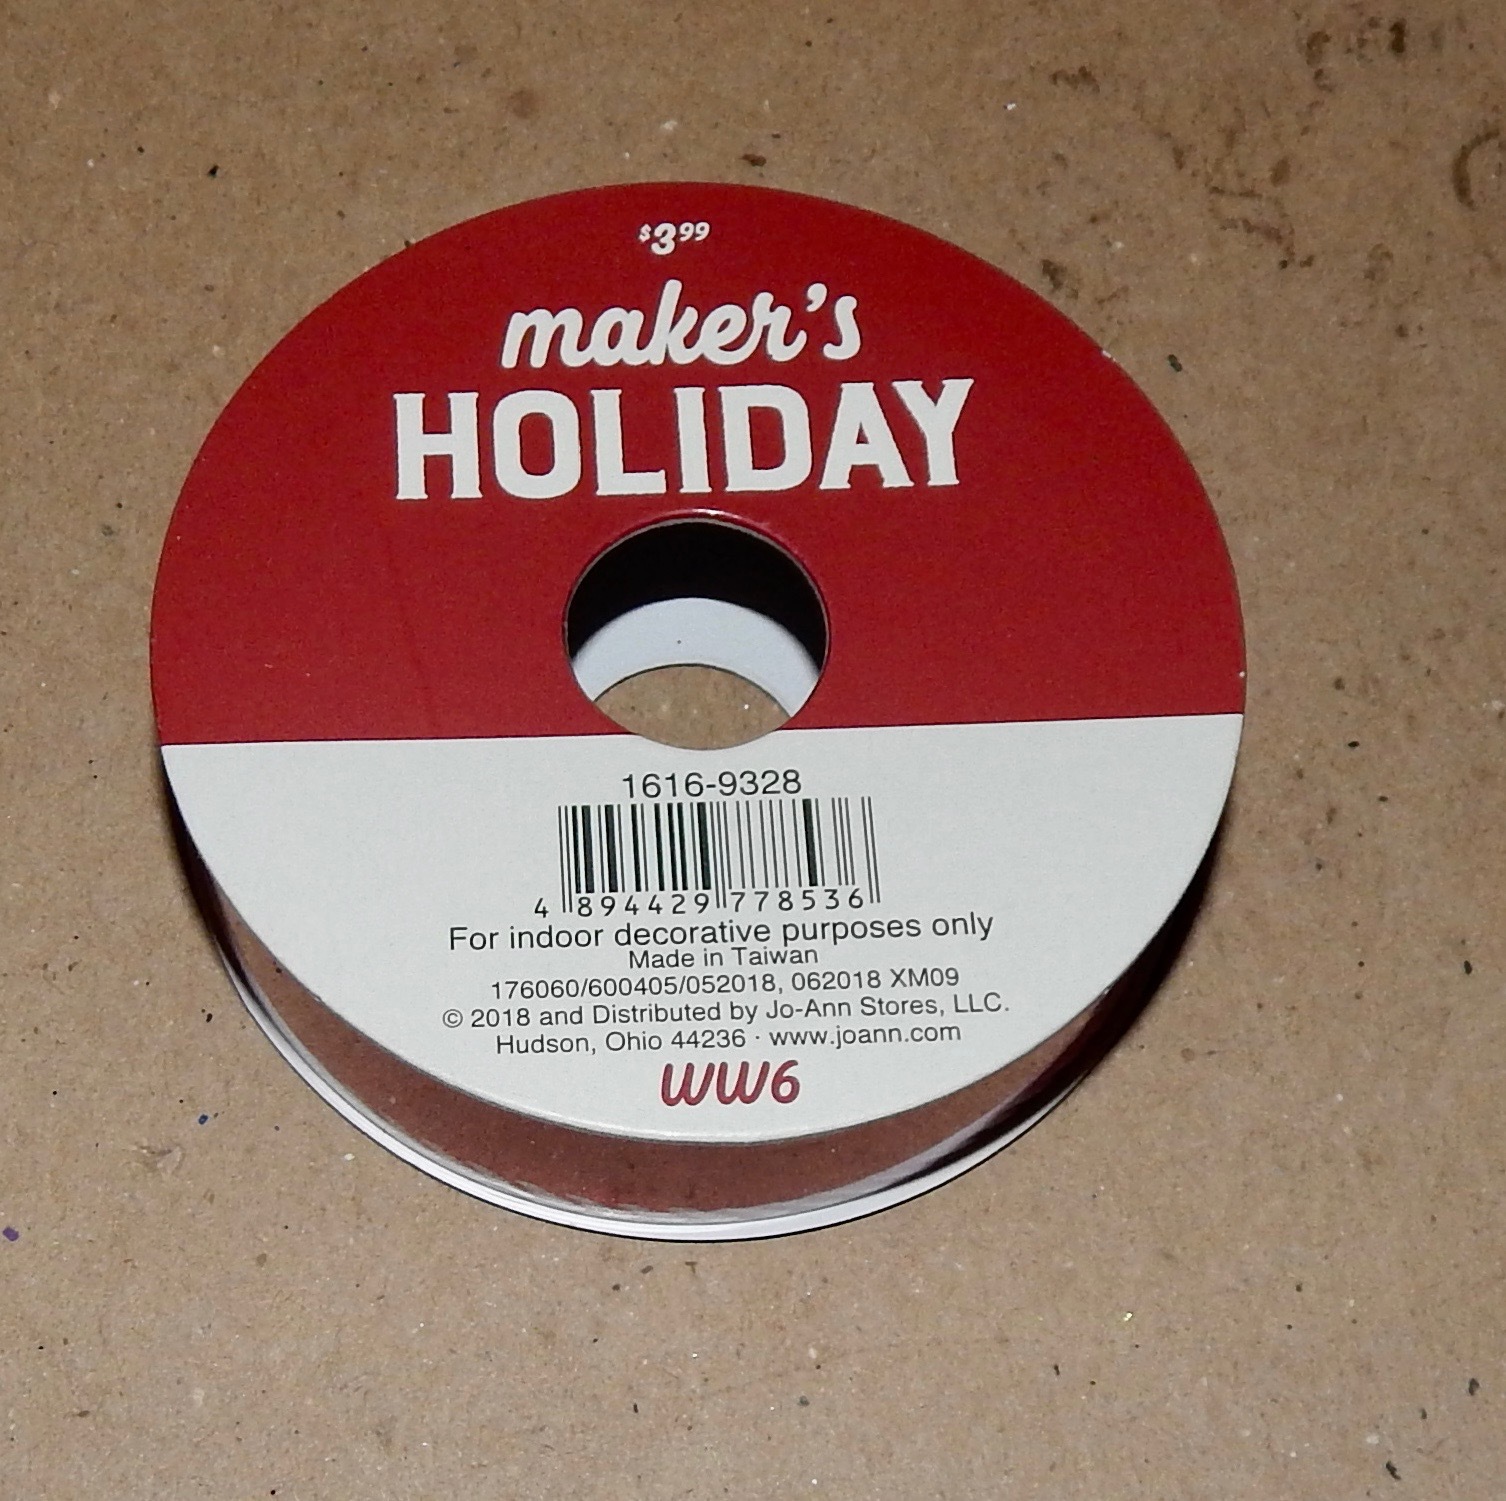 $3.99
maker's
HOLIDAY
1616-9328
4 894429 778536
For indoor decorative purposes only
Made in Taiwan
176060/600405/052018, 062018 XM09
© 2018 and Distributed by Jo-Ann Stores, LLC.
Hudson, Ohio 44236 · www.joann.com
WW6